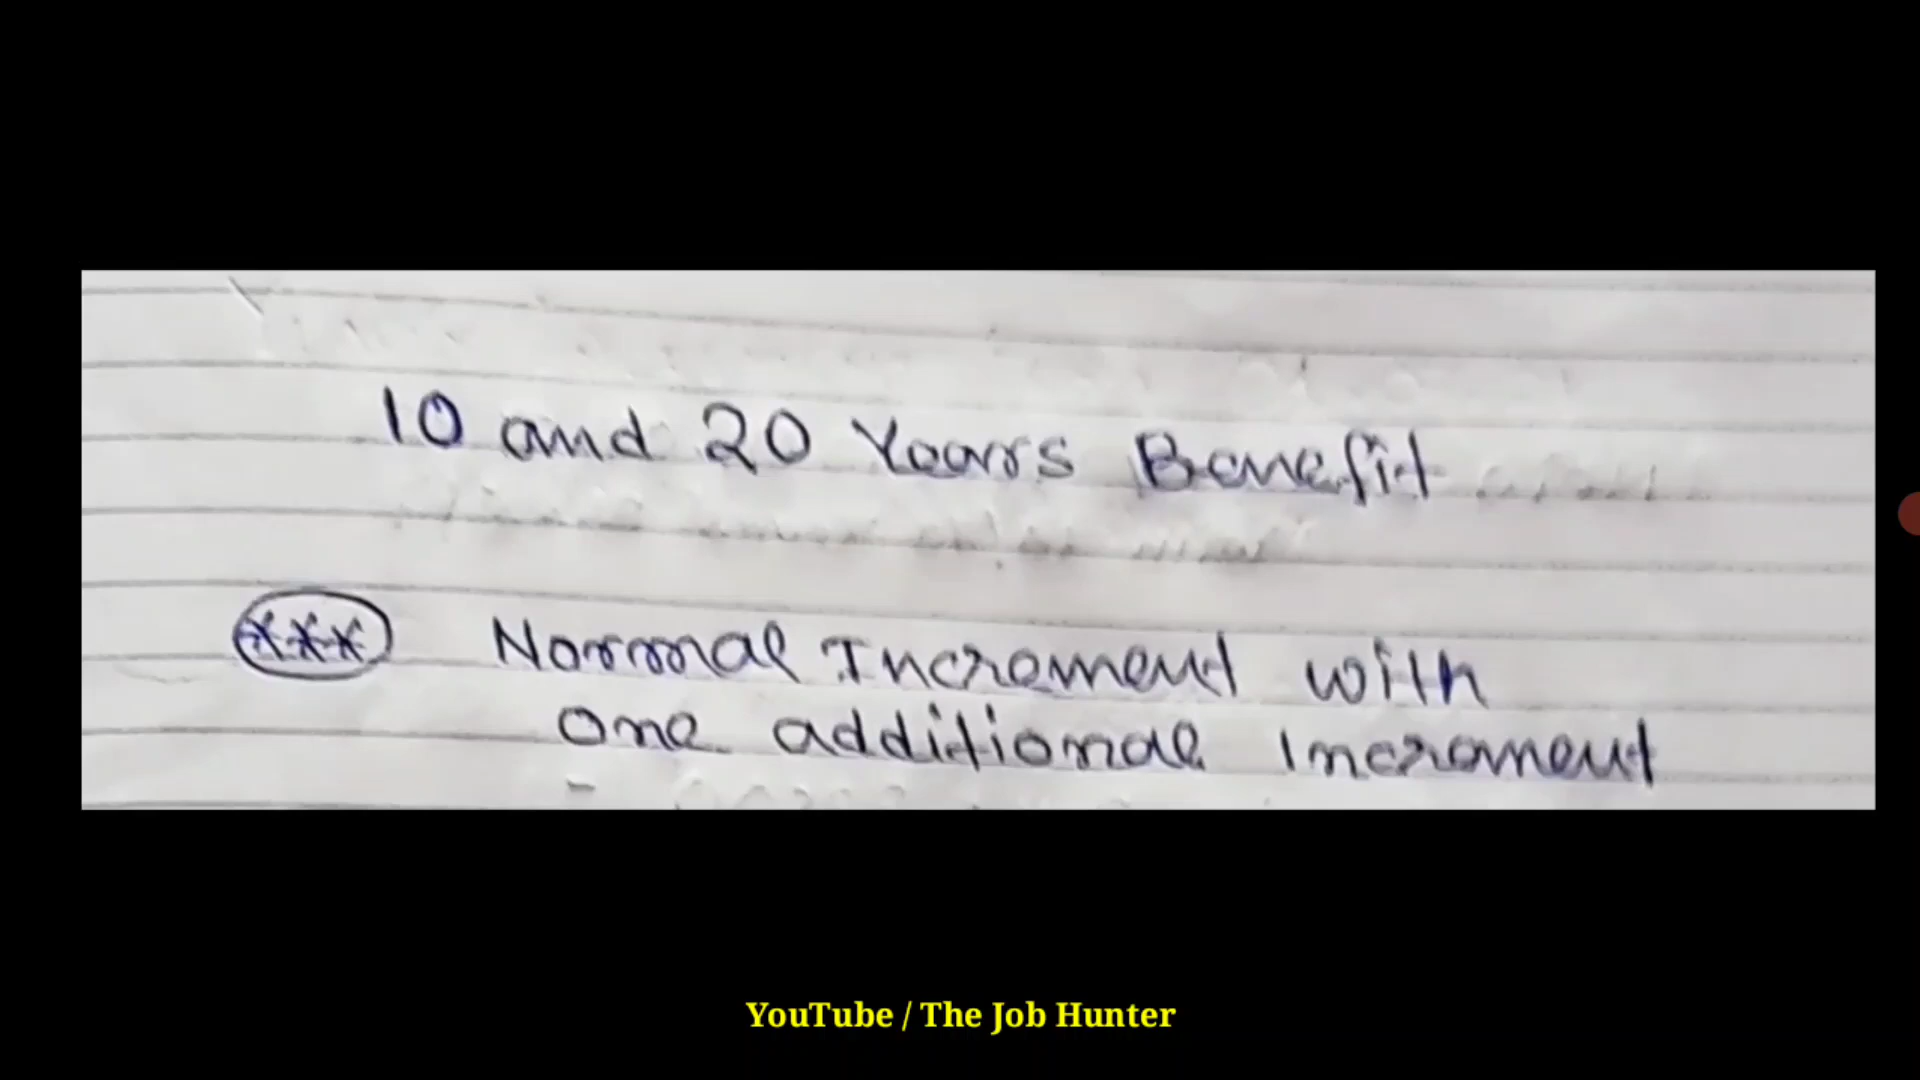 10 and 20 Years Benefit
*** Normal Increment with
one additional Increment
YouTube / The Job Hunter